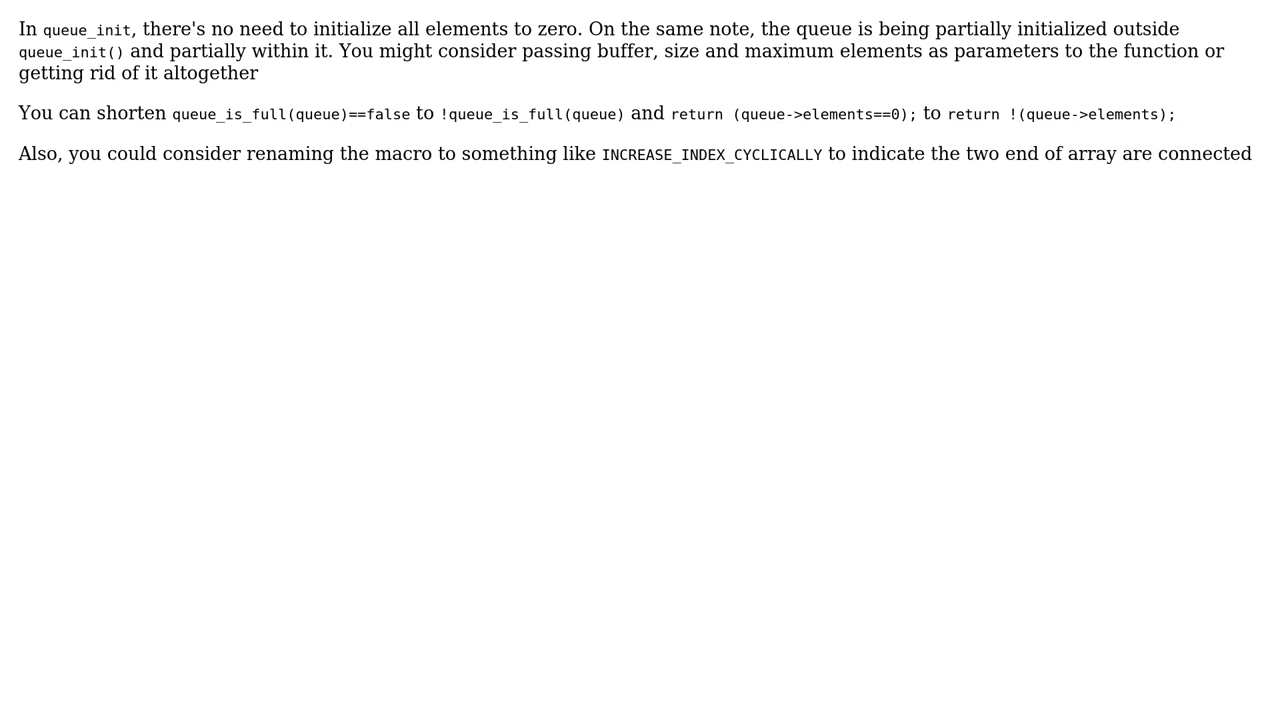 In queue_init, there's no need to initialize all elements to zero. On the same note, the queue is being partially initialized outside
queue_init() and partially within it. You might consider passing buffer, size and maximum elements as parameters to the function or
getting rid of it altogether
You can shorten queue_is_full(queue)==false to !queue_is_full(queue) and return (queue->elements==0); to return !(queue->elements);
Also, you could consider renaming the macro to something like INCREASE_INDEX_CYCLICALLY to indicate the two end of array are connected